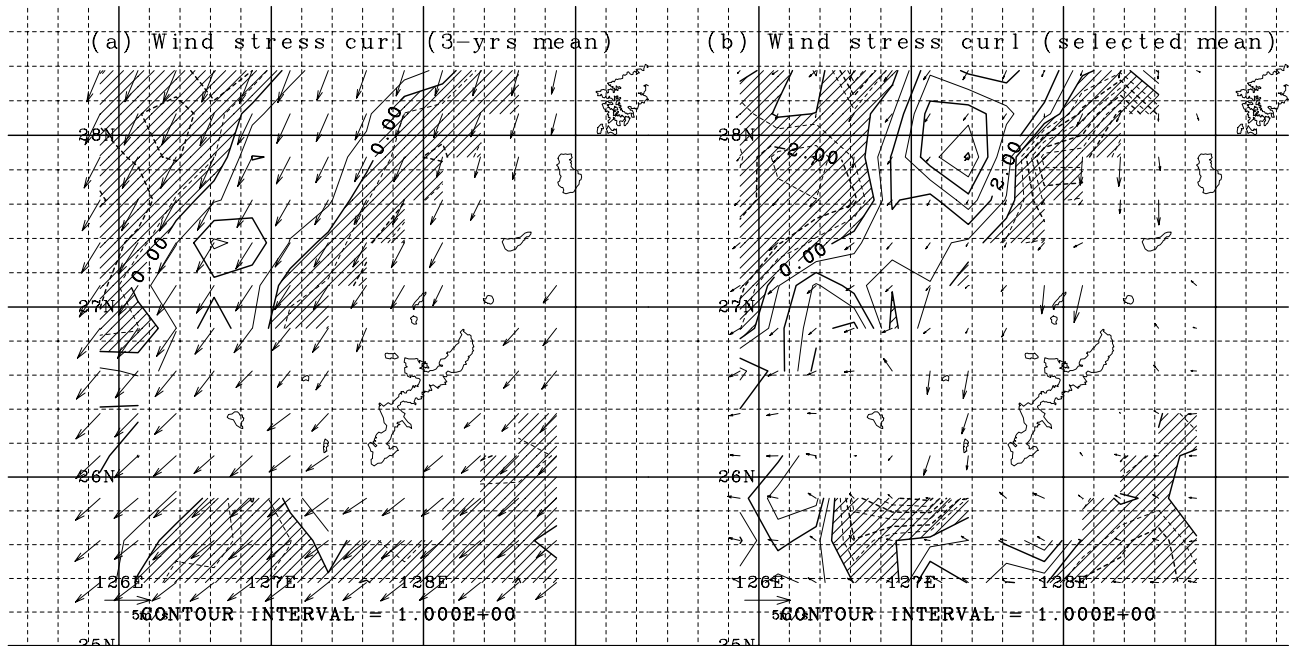 (a) Wind stress curl (3-yrs mean)
(b) Wind stress curl (selected mean)
0.00
28N
28N
-2.00
2.00
0.00
0.00
27N
27N
26N
26N
126E 127E 128E
126E 127E 128E
CONTOUR INTERVAL = 1.000E+00
CONTOUR INTERVAL = 1.000E+00
25N
25N